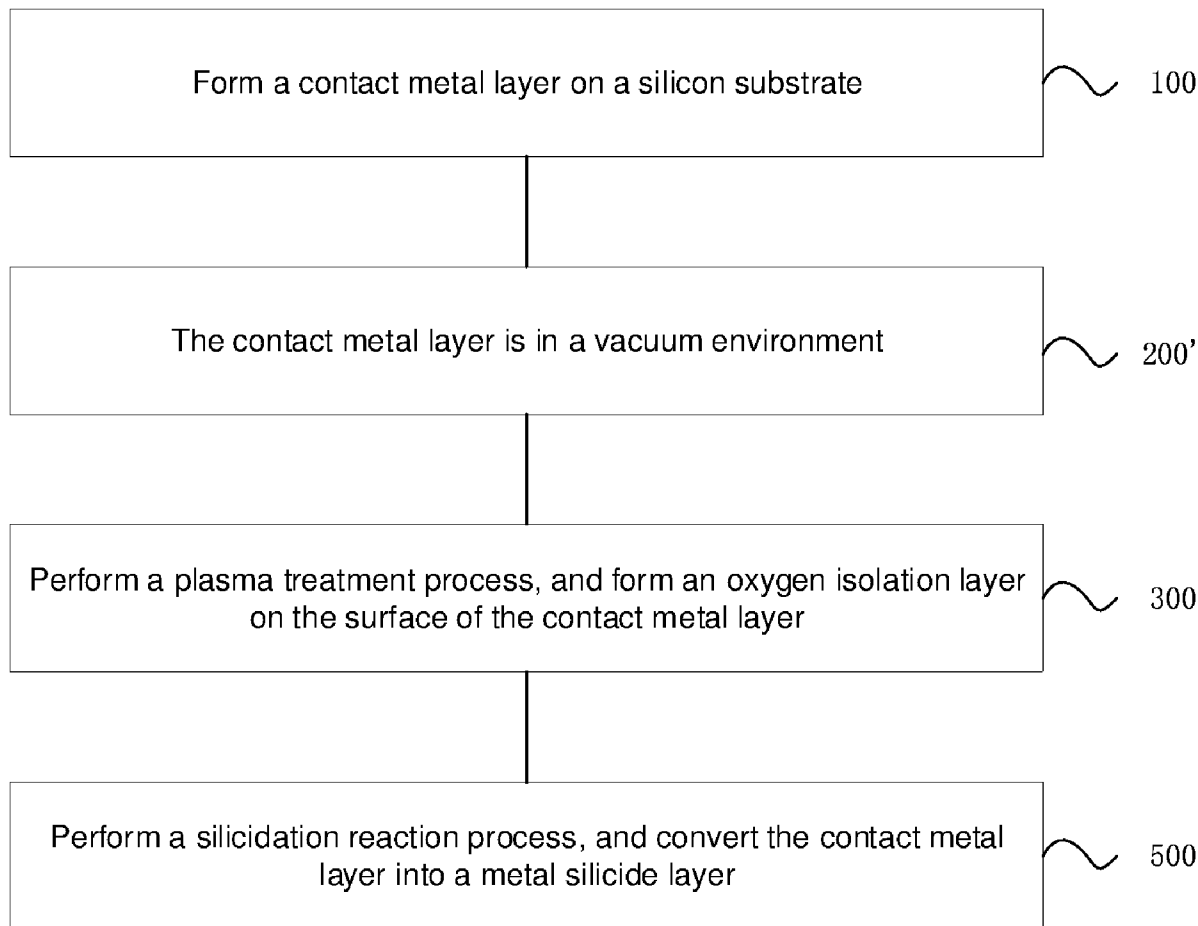 Form a contact metal layer on a silicon substrate
100
The contact metal layer is in a vacuum environment
200'
Perform a plasma treatment process, and form an oxygen isolation layer
on the surface of the contact metal layer
300
Perform a silicidation reaction process, and convert the contact metal
layer into a metal silicide layer
500